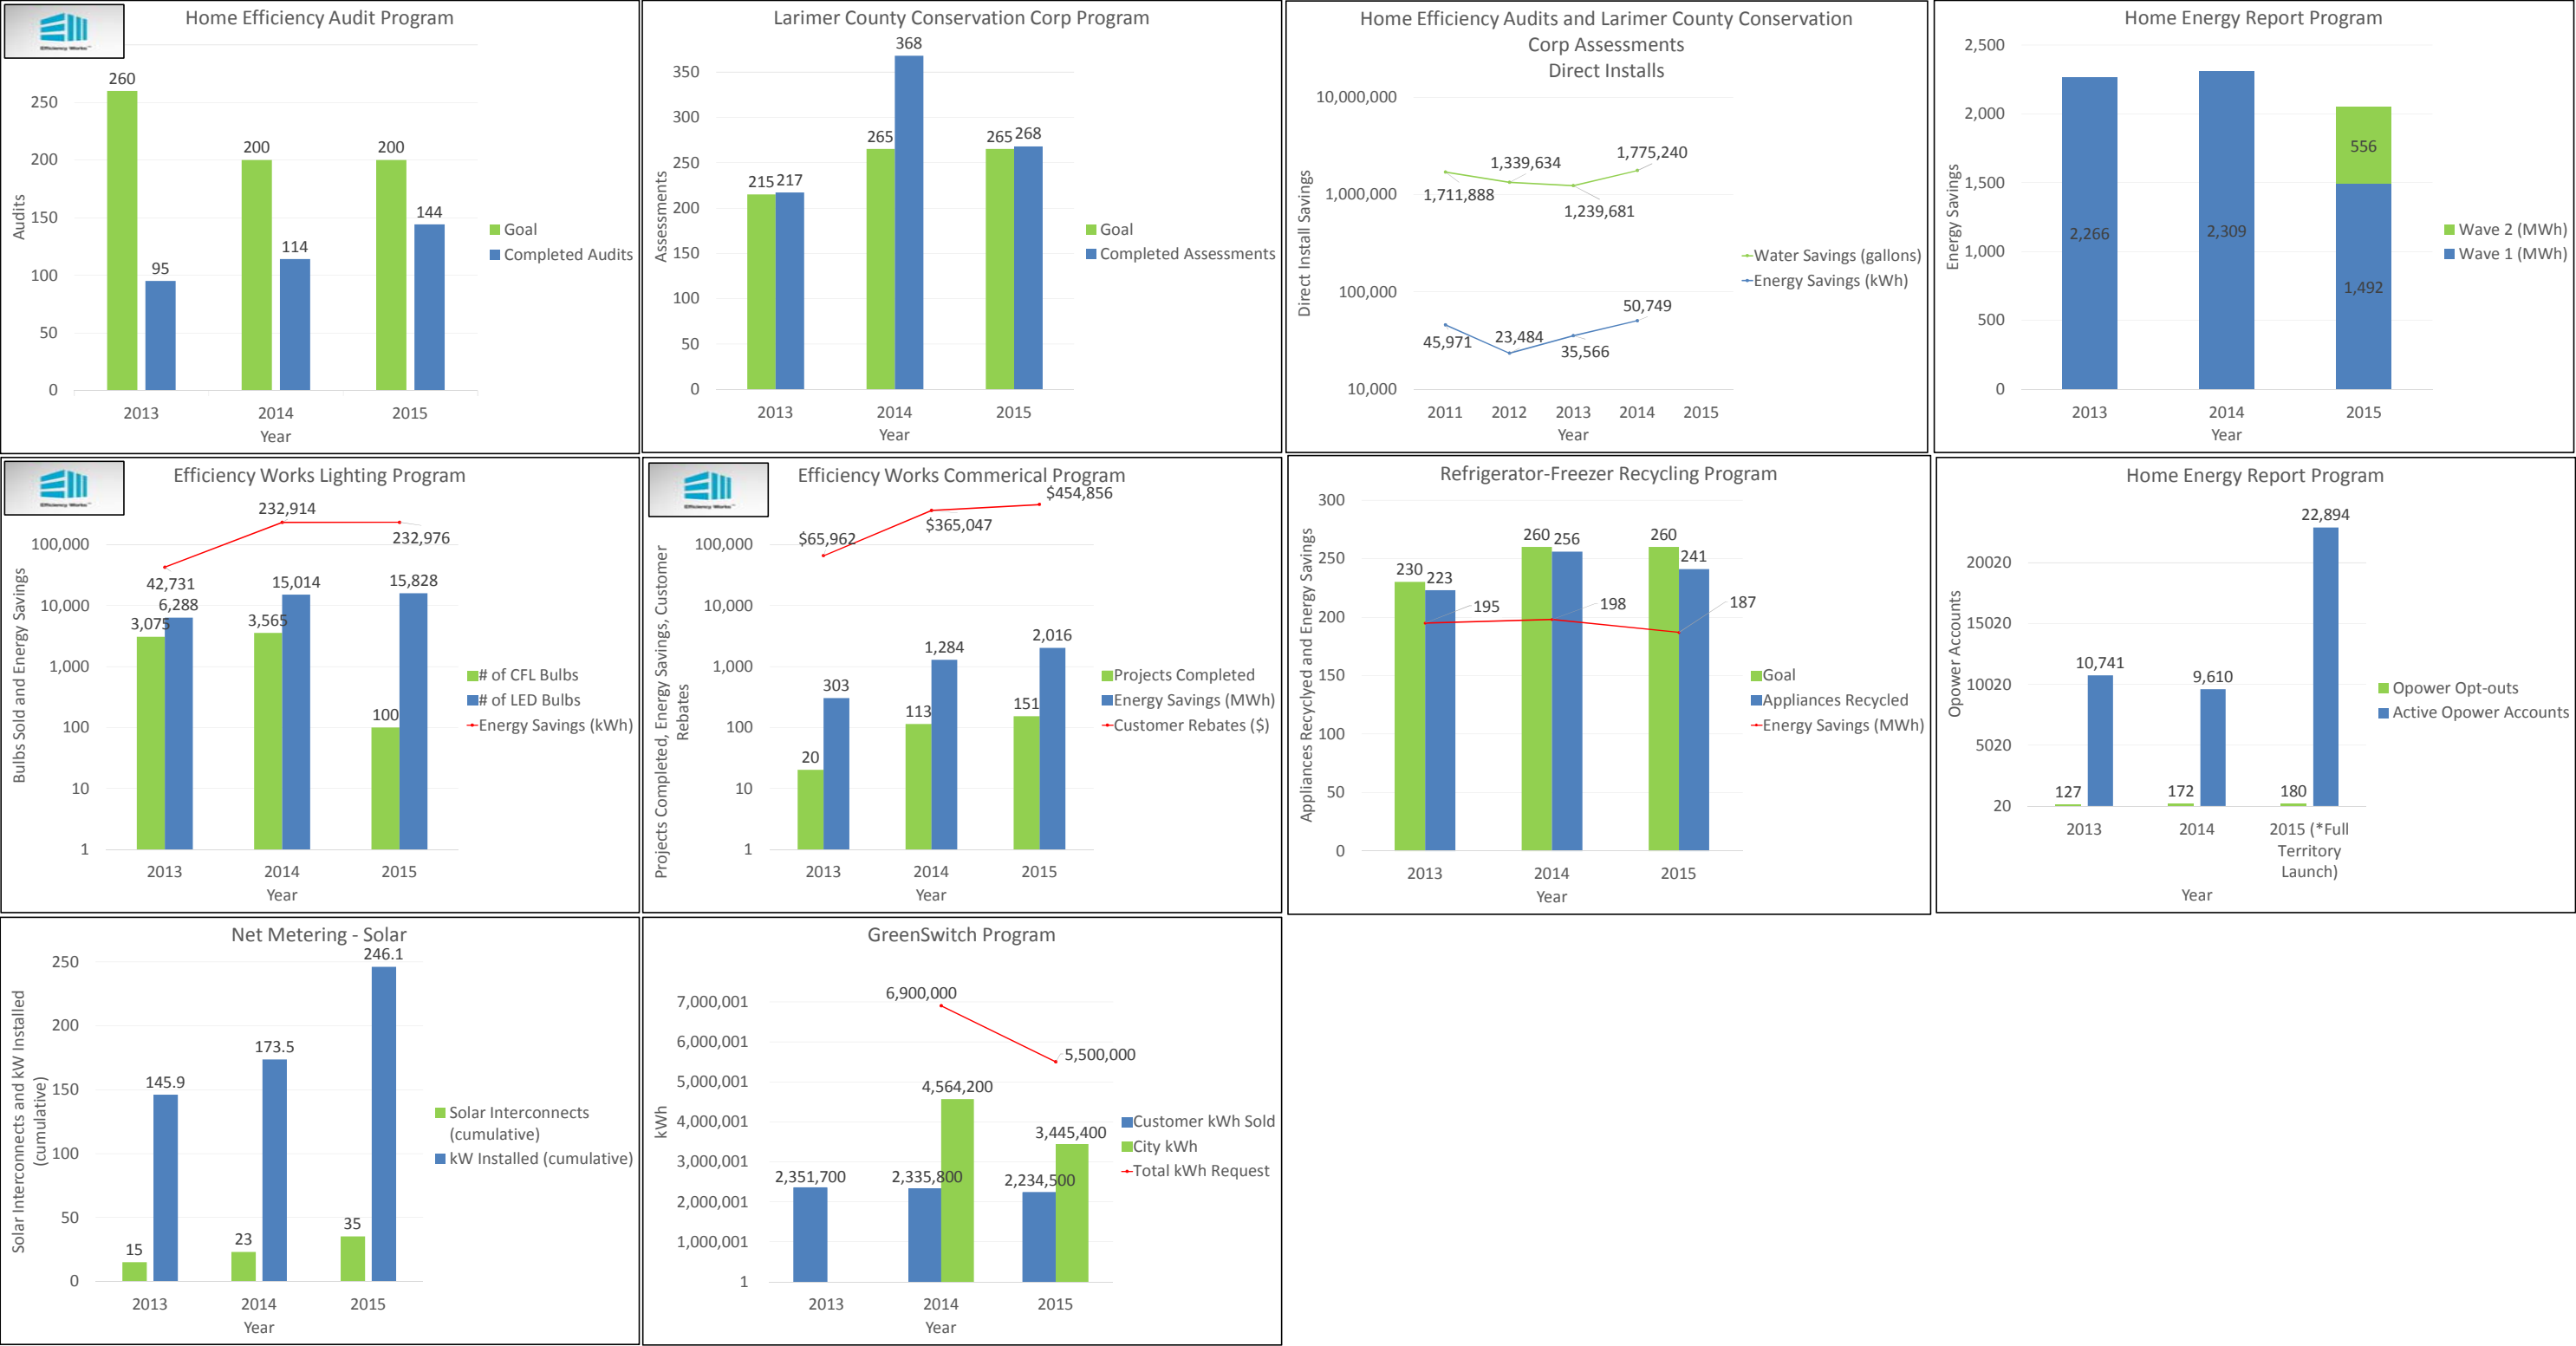 Home Efficiency Audit Program
Efficiency Works™
260
250
200
200
200
150
144
114
100
95
50
0
Audits
2013
2014
2015
Year
Goal
Completed Audits
Larimer County Conservation Corp Program
368
350
300
265
265
268
250
215
217
200
150
100
50
0
Assessments
2013
2014
2015
Year
Goal
Completed Assessments
Home Efficiency Audits and Larimer County Conservation
Corp Assessments
Direct Installs
10,000,000
1,000,000
100,000
10,000
1,711,888
1,339,634
1,239,681
1,775,240
45,971
23,484
35,566
50,749
Direct Install Savings
2011
2012
2013
2014
2015
Year
Water Savings (gallons)
Energy Savings (kWh)
Home Energy Report Program
2,500
2,000
1,500
1,000
500
0
2,266
2,309
556
1,492
Energy Savings
2013
2014
2015
Year
Wave 2 (MWh)
Wave 1 (MWh)
Efficiency Works Lighting Program
Efficiency Works™
232,914
232,976
42,731
100,000
10,000
1,000
100
10
1
3,075
6,288
3,565
15,014
100
15,828
Bulbs Sold and Energy Savings
2013
2014
2015
Year
# of CFL Bulbs
# of LED Bulbs
Energy Savings (kWh)
Efficiency Works Commerical Program
Efficiency Works™
$65,962
$365,047
$454,856
100,000
10,000
1,000
100
10
1
20
303
113
1,284
151
2,016
Projects Completed, Energy Savings, Customer
Rebates
2013
2014
2015
Year
Projects Completed
Energy Savings (MWh)
Customer Rebates ($)
Refrigerator-Freezer Recycling Program
300
250
200
150
100
50
0
230
223
260
256
260
241
195
198
187
Appliances Recyclyed and Energy Savings
2013
2014
2015
Year
Goal
Appliances Recycled
Energy Savings (MWh)
Home Energy Report Program
20020
15020
10020
5020
20
127
10,741
172
9,610
180
22,894
Opower Accounts
2013
2014
2015 (*Full
Territory
Launch)
Year
Opower Opt-outs
Active Opower Accounts
Net Metering - Solar
250
200
150
100
50
0
15
145.9
23
173.5
35
246.1
Solar Interconnects and kW Installed
(cumulative)
2013
2014
2015
Year
Solar Interconnects
(cumulative)
kW Installed (cumulative)
GreenSwitch Program
7,000,001
6,000,001
5,000,001
4,000,001
3,000,001
2,000,001
1,000,001
1
6,900,000
5,500,000
2,351,700
2,335,800
4,564,200
2,234,500
3,445,400
kWh
2013
2014
2015
Year
Customer kWh Sold
City kWh
Total kWh Request